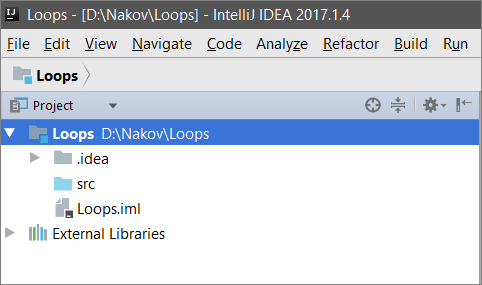 Loops - [D:\Nakov\Loops] - IntelliJ IDEA 2017.1.4
File Edit View Navigate Code Analyze Refactor Build Run
Loops
Project
Loops D:\Nakov\Loops
.idea
src
Loops.iml
External Libraries